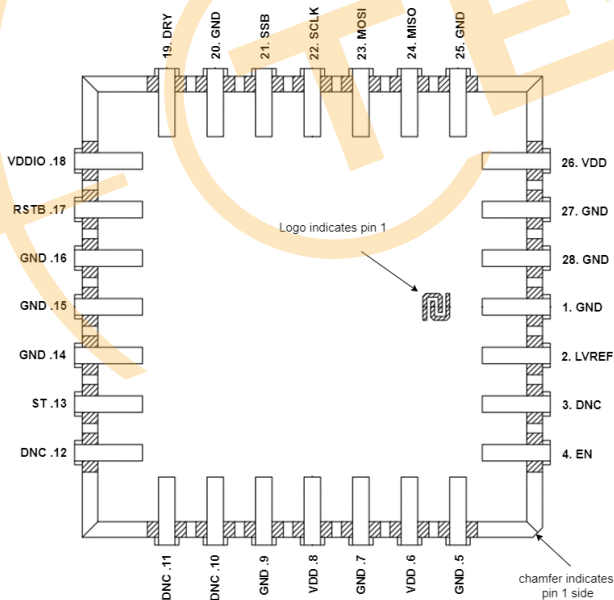 19. DRY
20. GND
21. SSB
22. SCLK
23. MOSI
24. MISO
25. GND
VDDIO .18
RSTB .17
GND .16
GND .15
GND .14
ST .13
DNC .12
Logo indicates pin 1
26. VDD
27. GND
28. GND
1. GND
2. LVREF
3. DNC
4. EN
DNC .11
DNC .10
GND .9
VDD .8
GND .7
VDD .6
GND .5
chamfer indicates
pin 1 side
TE